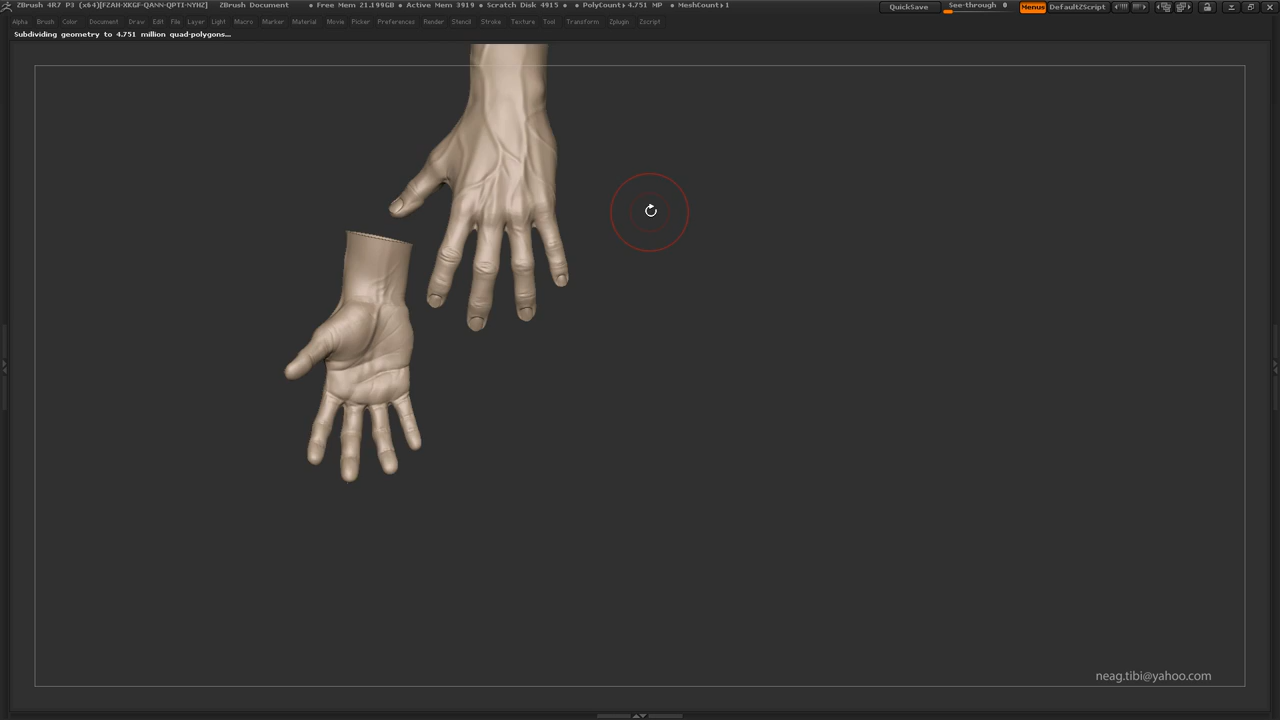 ZBrush 4R7 P3 (x64)[FZAH-XKGF-QANN-QPTI-NYHZ] ZBrush Document • Free Mem 21.199GB • Active Mem 3919 • Scratch Disk 4915 • • PolyCount▸ 4.751 MP • MeshCount▸ 1 QuickSave See-through 0 Menus DefaultZScript
Alpha Brush Color Document Draw Edit File Layer Light Macro Marker Material Movie Picker Preferences Render Stencil Stroke Texture Tool Transform Zplugin Zscript
Subdividing geometry to 4.751 million quad-polygons...
neag.tibi@yahoo.com